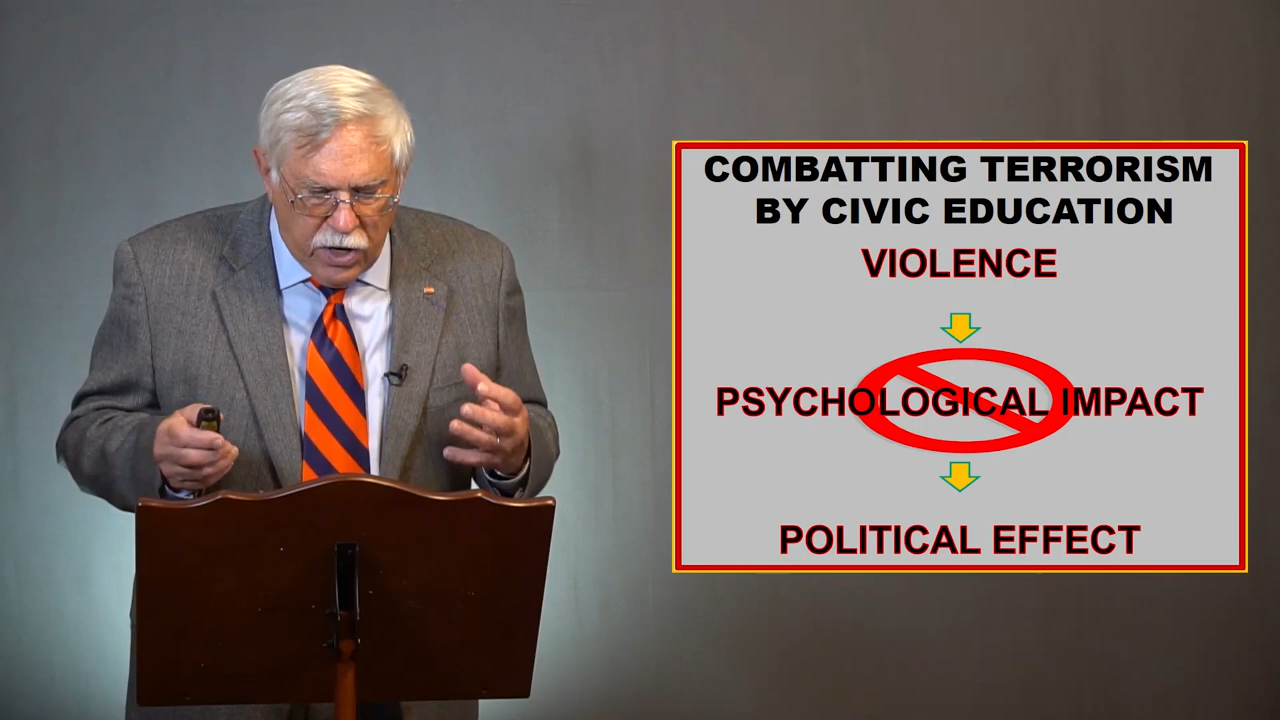 COMBATTING TERRORISM
BY CIVIC EDUCATION
VIOLENCE
PSYCHOLOGICAL IMPACT
POLITICAL EFFECT